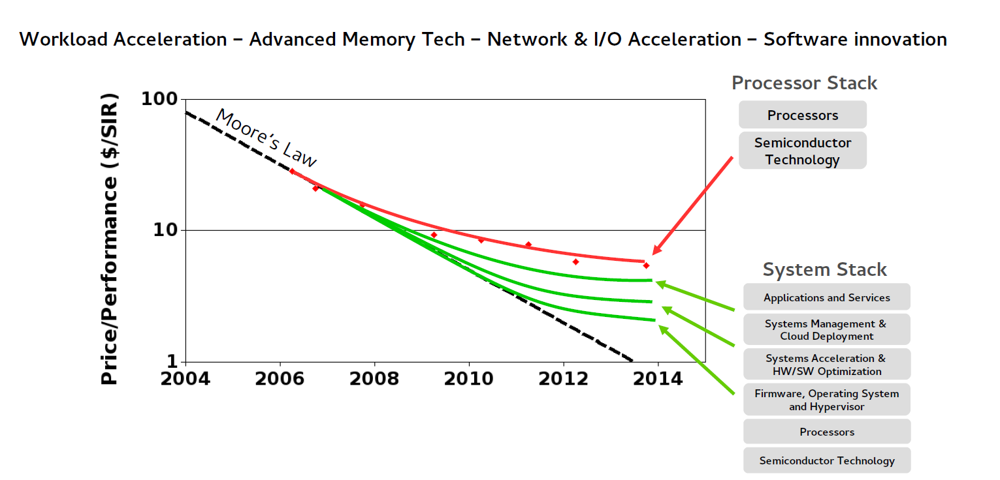 Workload Acceleration – Advanced Memory Tech – Network & I/O Acceleration – Software innovation
Processor Stack
Processors
Semiconductor
Technology
Price/Performance ($/SIR)
100
10
1
Moore's Law
2004
2006
2008
2010
2012
2014
System Stack
Applications and Services
Systems Management &
Cloud Deployment
Systems Acceleration &
HW/SW Optimization
Firmware, Operating System
and Hypervisor
Processors
Semiconductor Technology